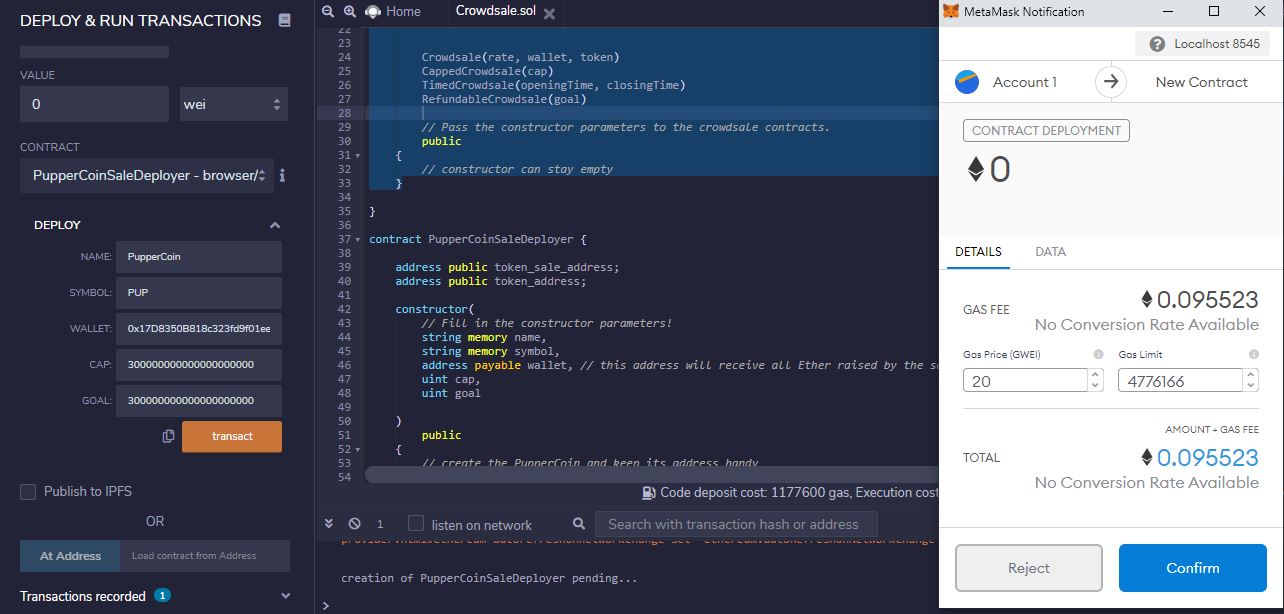 DEPLOY & RUN TRANSACTIONS
VALUE
0
wei
CONTRACT
PupperCoinSaleDeployer - browser/
i
DEPLOY
NAME: PupperCoin
SYMBOL: PUP
WALLET: 0x17D8350B818c323fd9f01ee
CAP: 300000000000000000000
GOAL: 300000000000000000000
transact
Publish to IPFS
OR
At Address
Load contract from Address
Transactions recorded 1
Home
Crowdsale.sol
22
23
24 Crowdsale(rate, wallet, token)
25 CappedCrowdsale(cap)
26 TimedCrowdsale(openingTime, closingTime)
27 RefundableCrowdsale(goal)
28
29 // Pass the constructor parameters to the crowdsale contracts.
30 public
31 {
32 // constructor can stay empty
33 }
34
35 }
36
37 contract PupperCoinSaleDeployer {
38
39 address public token_sale_address;
40 address public token_address;
41
42 constructor(
43 // Fill in the constructor parameters!
44 string memory name,
45 string memory symbol,
46 address payable wallet, // this address will receive all Ether raised by the
47 uint cap,
48 uint goal
49
50 )
51 public
52 {
53 // create the PupperCoin and keep its address handy
54
Code deposit cost: 1177600 gas, Execution cost
1
listen on network
Search with transaction hash or address
creation of PupperCoinSaleDeployer pending...
>
MetaMask Notification
? Localhost 8545
Account 1
New Contract
CONTRACT DEPLOYMENT
0
DETAILS
DATA
GAS FEE
0.095523
No Conversion Rate Available
Gas Price (GWEI)
Gas Limit
20
4776166
AMOUNT + GAS FEE
TOTAL
0.095523
No Conversion Rate Available
Reject
Confirm